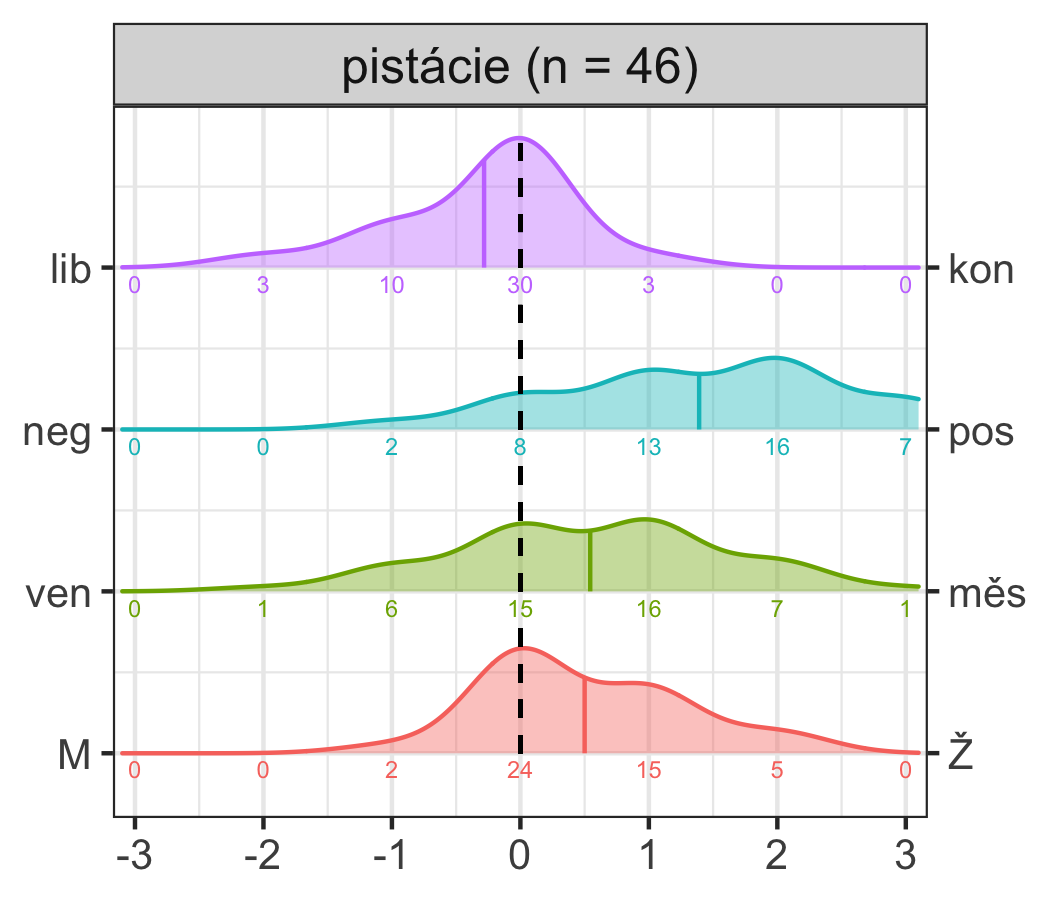 pistácie (n = 46)
lib kon
0 3 10 30 3 0 0
neg pos
0 0 2 8 13 16 7
ven měs
0 1 6 15 16 7 1
M Ž
0 0 2 24 15 5 0
-3 -2 -1 0 1 2 3